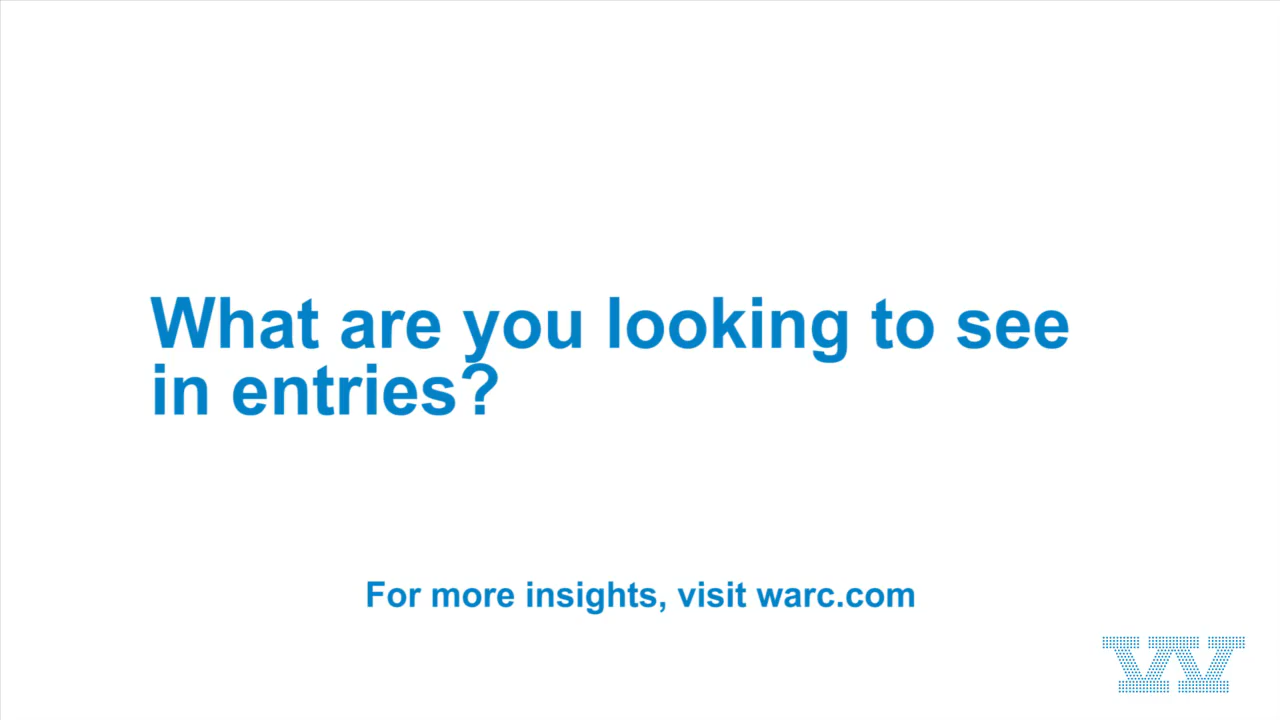 What are you looking to see
in entries?
For more insights, visit warc.com
W